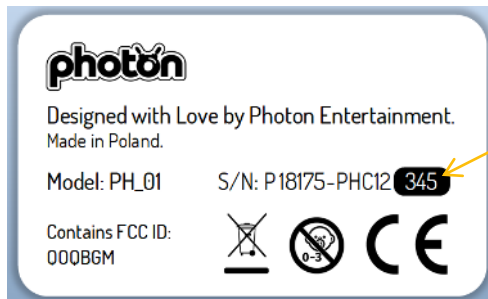 photon
Designed with Love by Photon Entertainment.
Made in Poland.
Model: PH_01 S/N: P18175-PHC12 345
Contains FCC ID:
OOQBGM
0-3
CE